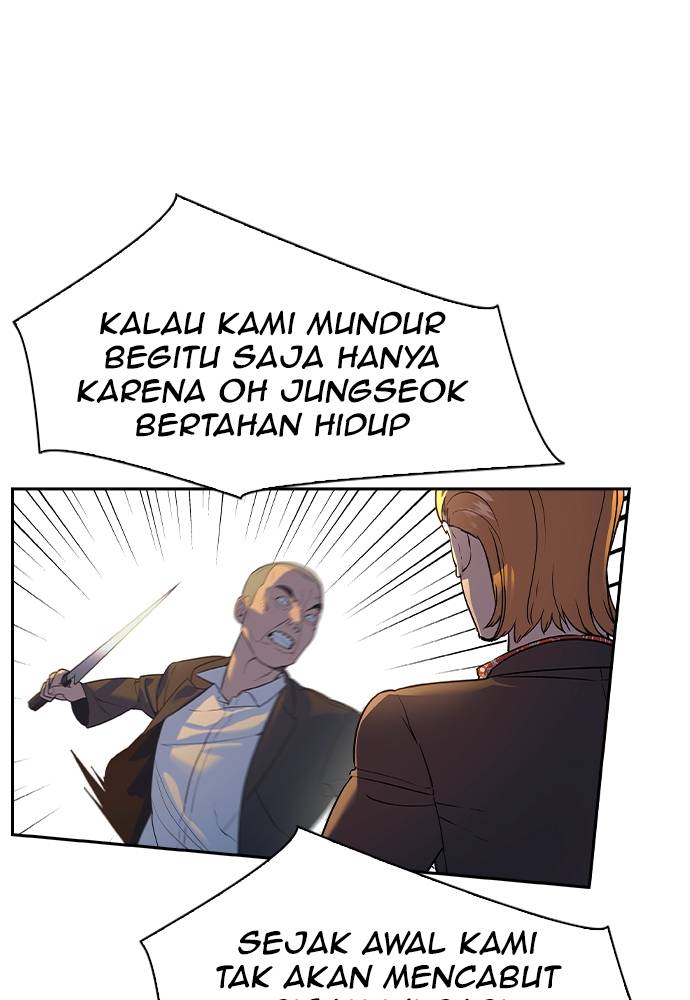 KALAU KAMI MUNDUR
BEGITU SAJA HANYA
KARENA OH JUNGSEOK
BERTAHAN HIDUP
SEJAK AWAL KAMI
TAK AKAN MENCABUT